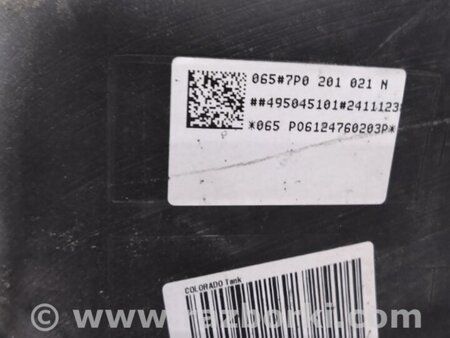 065#7P0 201 021 N
##495045101#2411123
*065 P06124760203P*
COLORADO Tank
© www.razborki.com